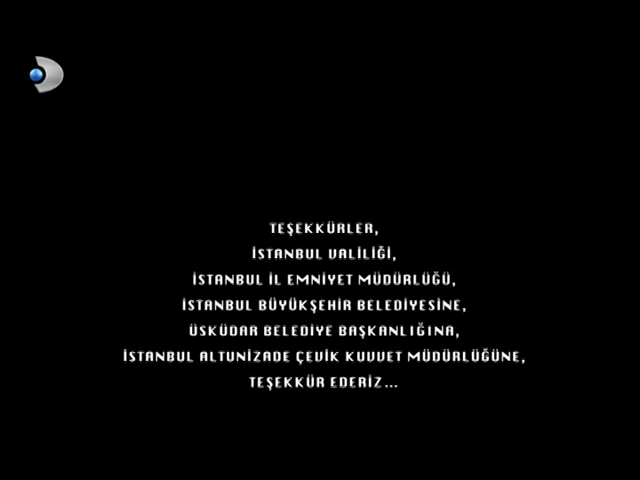 TEŞEKKÜRLER,
İSTANBUL VALİLİĞİ,
İSTANBUL İL EMNİYET MÜDÜRLÜĞÜ,
İSTANBUL BÜYÜKŞEHİR BELEDİYESİNE,
ÜSKÜDAR BELEDİYE BAŞKANLIĞINA,
İSTANBUL ALTUNİZADE ÇEVİK KUVVET MÜDÜRLÜĞÜNE,
TEŞEKKÜR EDERİZ...